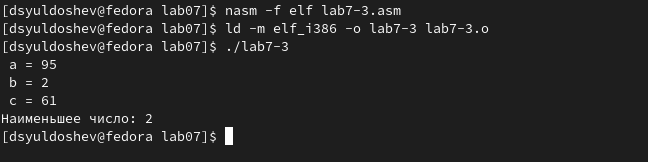 [dsyuldoshev@fedora lab07]$ nasm -f elf lab7-3.asm
[dsyuldoshev@fedora lab07]$ ld -m elf_i386 -o lab7-3 lab7-3.o
[dsyuldoshev@fedora lab07]$ ./lab7-3
a = 95
b = 2
c = 61
Наименьшее число: 2
[dsyuldoshev@fedora lab07]$